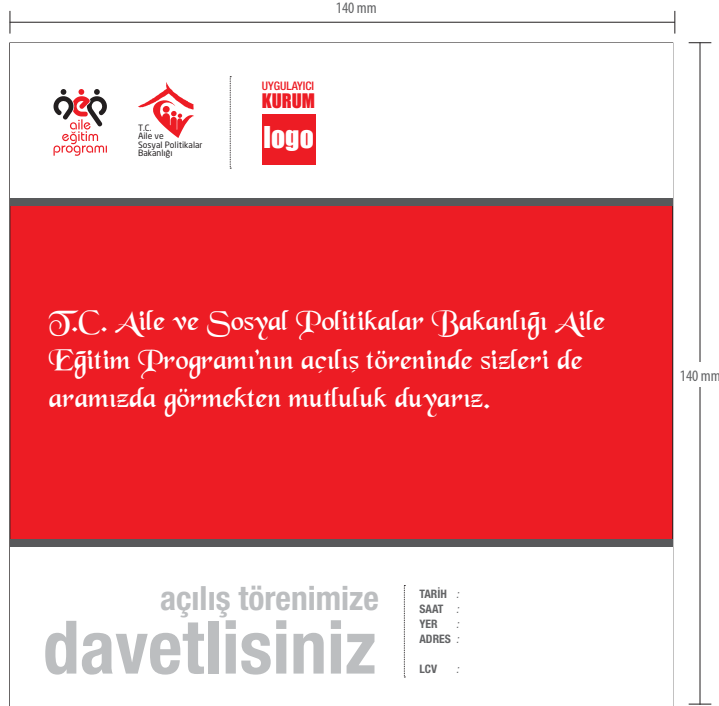 140 mm
aep
aile
eğitim
programı
T.C.
Aile ve
Sosyal Politikalar
Bakanlığı
UYGULAYICI
KURUM
logo
T.C. Aile ve Sosyal Politikalar Bakanlığı Aile
Eğitim Programı'nın açılış töreninde sizleri de
aramızda görmekten mutluluk duyarız.
140 mm
açılış törenimize
davetlisiniz
TARİH :
SAAT :
YER :
ADRES :
LCV :